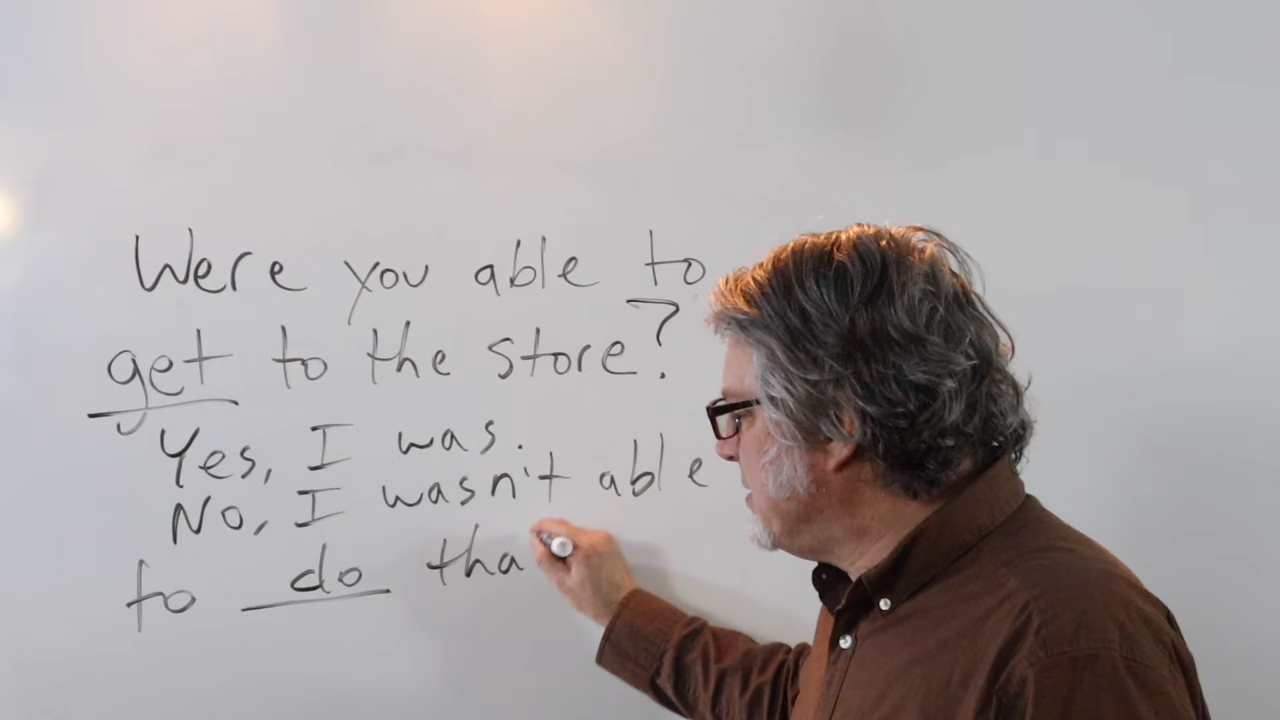 Were you able to
get to the store?
Yes, I was.
No, I wasn't able
to do tha